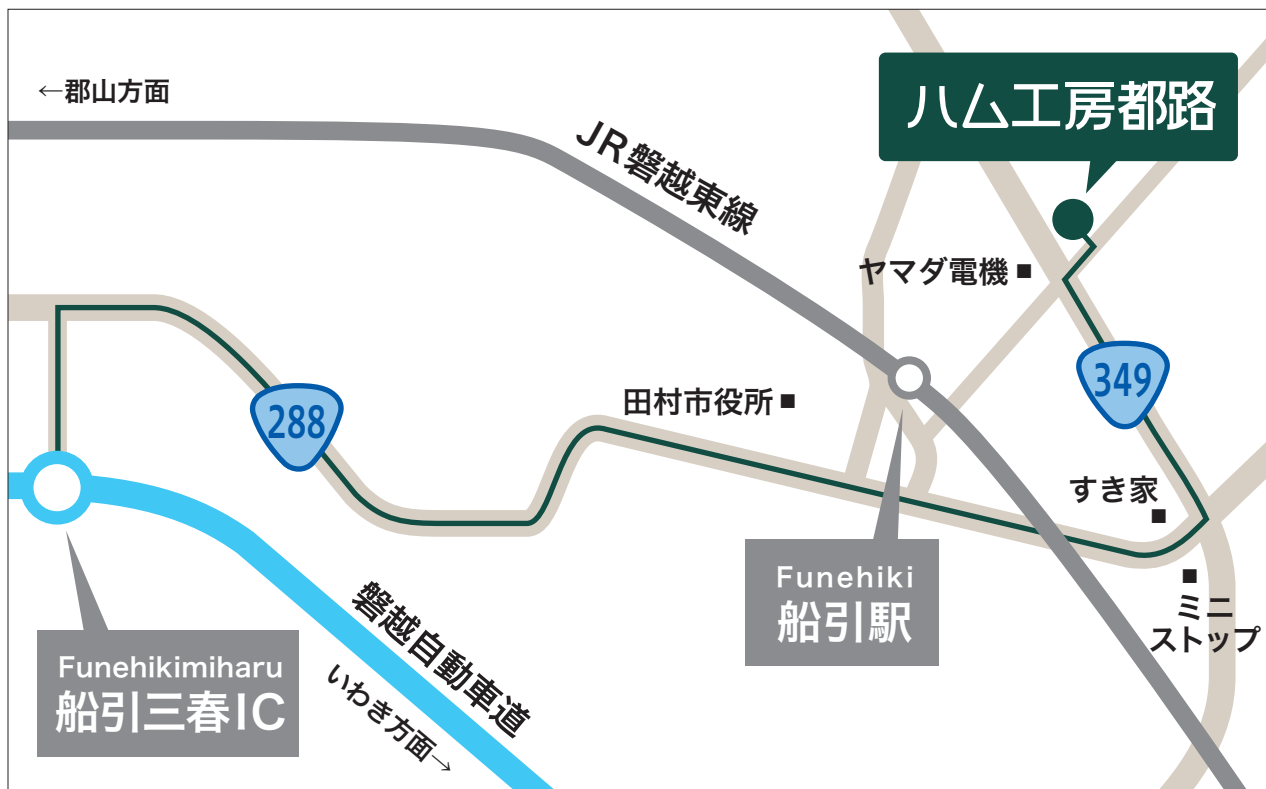 ←郡山方面
ハム工房都路
JR磐越東線
ヤマダ電機
349
田村市役所
288
すき家
Funehiki
船引駅
ミニ
ストップ
磐越自動車道
いわき方面→
Funehikimiharu
船引三春IC